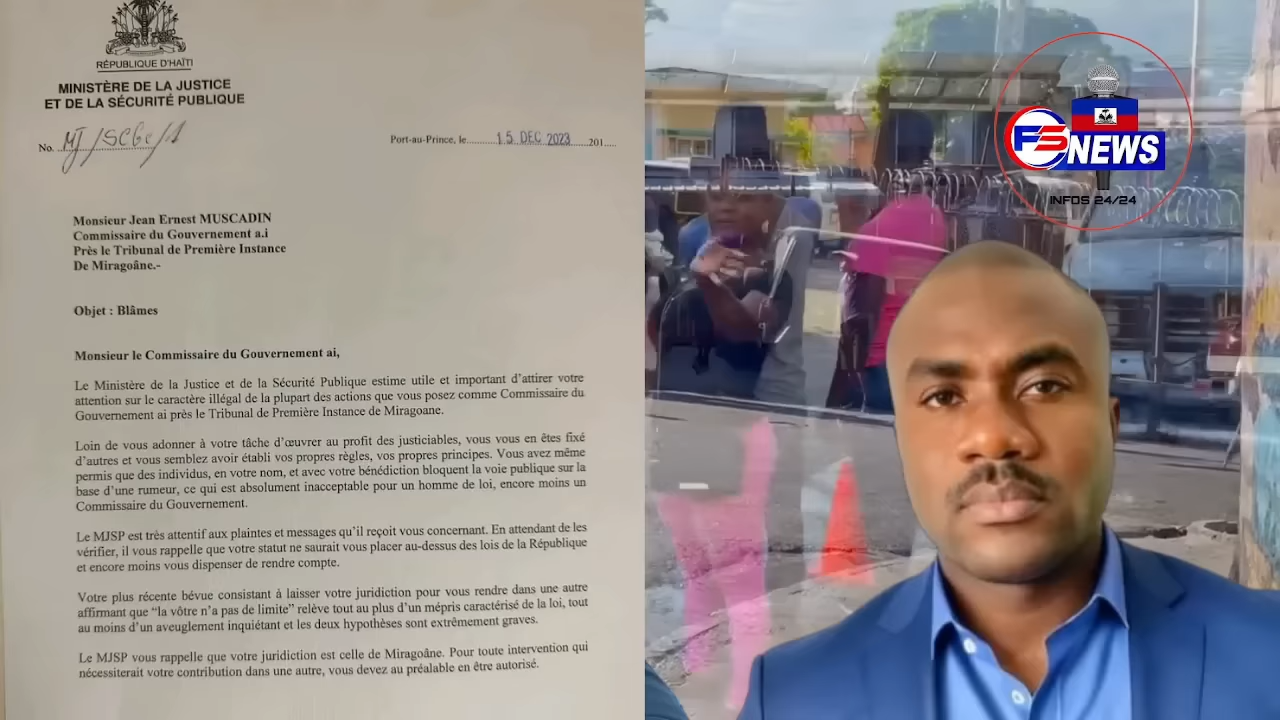 RÉPUBLIQUE D'HAÏTI
MINISTÈRE DE LA JUSTICE
ET DE LA SÉCURITÉ PUBLIQUE
No. MJ/SCGe/1
Port-au-Prince, le 15 DEC 2023 201....
Monsieur Jean Ernest MUSCADIN
Commissaire du Gouvernement a.i
Près le Tribunal de Première Instance
De Miragoâne.-
Objet : Blâmes
Monsieur le Commissaire du Gouvernement ai,
Le Ministère de la Justice et de la Sécurité Publique estime utile et important d'attirer votre
attention sur le caractère illégal de la plupart des actions que vous posez comme Commissaire du
Gouvernement ai près le Tribunal de Première Instance de Miragoane.
Loin de vous adonner à votre tâche d'œuvrer au profit des justiciables, vous vous en êtes fixé
d'autres et vous semblez avoir établi vos propres règles, vos propres principes. Vous avez même
permis que des individus, en votre nom, et avec votre bénédiction bloquent la voie publique sur la
base d'une rumeur, ce qui est absolument inacceptable pour un homme de loi, encore moins un
Commissaire du Gouvernement.
Le MJSP est très attentif aux plaintes et messages qu'il reçoit vous concernant. En attendant de les
vérifier, il vous rappelle que votre statut ne saurait vous placer au-dessus des lois de la République
et encore moins vous dispenser de rendre compte.
Votre plus récente bévue consistant à laisser votre juridiction pour vous rendre dans une autre
affirmant que "la vôtre n'a pas de limite" relève tout au plus d'un mépris caractérisé de la loi, tout
au moins d'un aveuglement inquiétant et les deux hypothèses sont extrêmement graves.
Le MJSP vous rappelle que votre juridiction est celle de Miragoâne. Pour toute intervention qui
nécessiterait votre contribution dans une autre, vous devez au préalable en être autorisé.
FS NEWS
INFOS 24/24